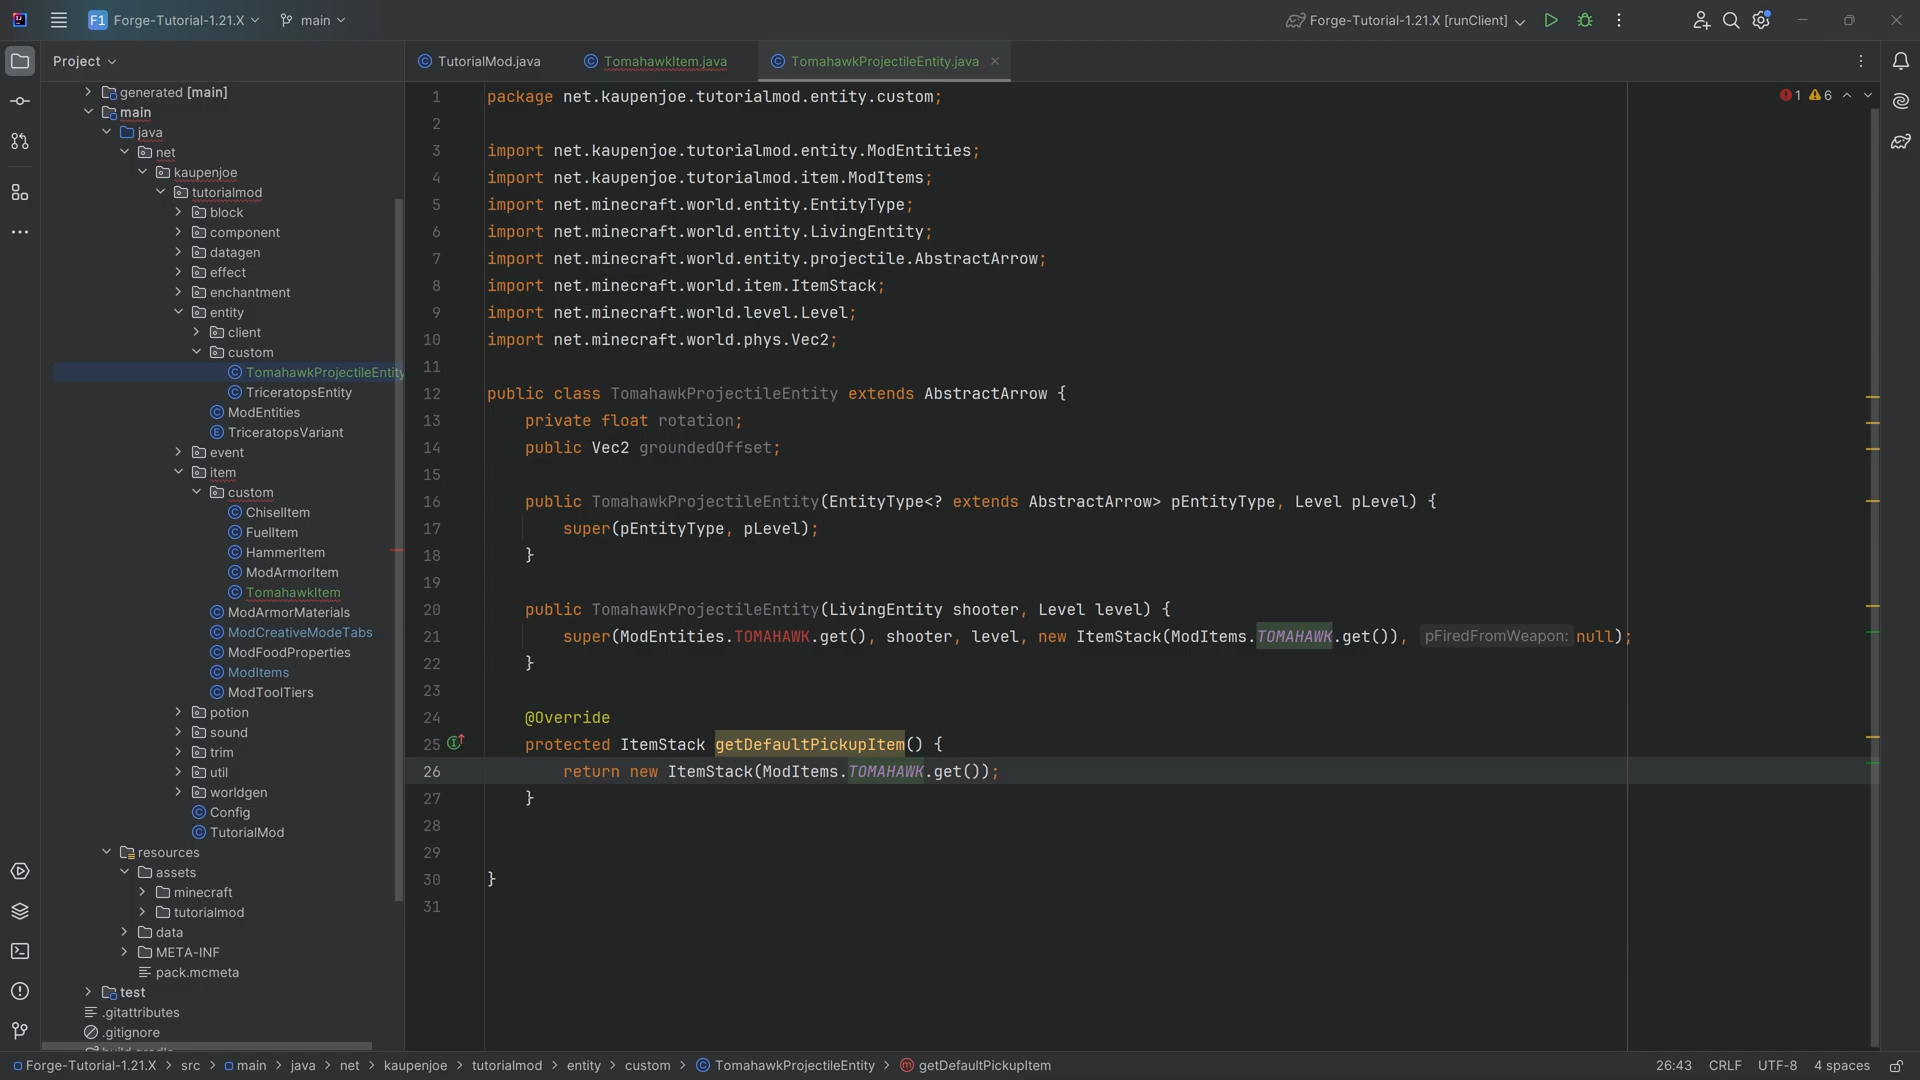 F1 Forge-Tutorial-1.21.X main Forge-Tutorial-1.21.X [runClient]
Project
TutorialMod.java TomahawkItem.java TomahawkProjectileEntity.java
generated [main]
main
java
net
kaupenjoe
tutorialmod
block
component
datagen
effect
enchantment
entity
client
custom
TomahawkProjectileEntity
TriceratopsEntity
ModEntities
TriceratopsVariant
event
item
custom
ChiselItem
FuelItem
HammerItem
ModArmorItem
TomahawkItem
ModArmorMaterials
ModCreativeModeTabs
ModFoodProperties
ModItems
ModToolTiers
potion
sound
trim
util
worldgen
Config
TutorialMod
resources
assets
minecraft
tutorialmod
data
META-INF
pack.mcmeta
test
.gitattributes
.gitignore
build.gradle
1 package net.kaupenjoe.tutorialmod.entity.custom;
2
3 import net.kaupenjoe.tutorialmod.entity.ModEntities;
4 import net.kaupenjoe.tutorialmod.item.ModItems;
5 import net.minecraft.world.entity.EntityType;
6 import net.minecraft.world.entity.LivingEntity;
7 import net.minecraft.world.entity.projectile.AbstractArrow;
8 import net.minecraft.world.item.ItemStack;
9 import net.minecraft.world.level.Level;
10 import net.minecraft.world.phys.Vec2;
11
12 public class TomahawkProjectileEntity extends AbstractArrow {
13 private float rotation;
14 public Vec2 groundedOffset;
15
16 public TomahawkProjectileEntity(EntityType<? extends AbstractArrow> pEntityType, Level pLevel) {
17 super(pEntityType, pLevel);
18 }
19
20 public TomahawkProjectileEntity(LivingEntity shooter, Level level) {
21 super(ModEntities.TOMAHAWK.get(), shooter, level, new ItemStack(ModItems.TOMAHAWK.get()), pFiredFromWeapon: null);
22 }
23
24 @Override
25 protected ItemStack getDefaultPickupItem() {
26 return new ItemStack(ModItems.TOMAHAWK.get());
27 }
28
29
30 }
31
1 6
Forge-Tutorial-1.21.X > src > main > java > net > kaupenjoe > tutorialmod > entity > custom > TomahawkProjectileEntity > getDefaultPickupItem
26:43 CRLF UTF-8 4 spaces